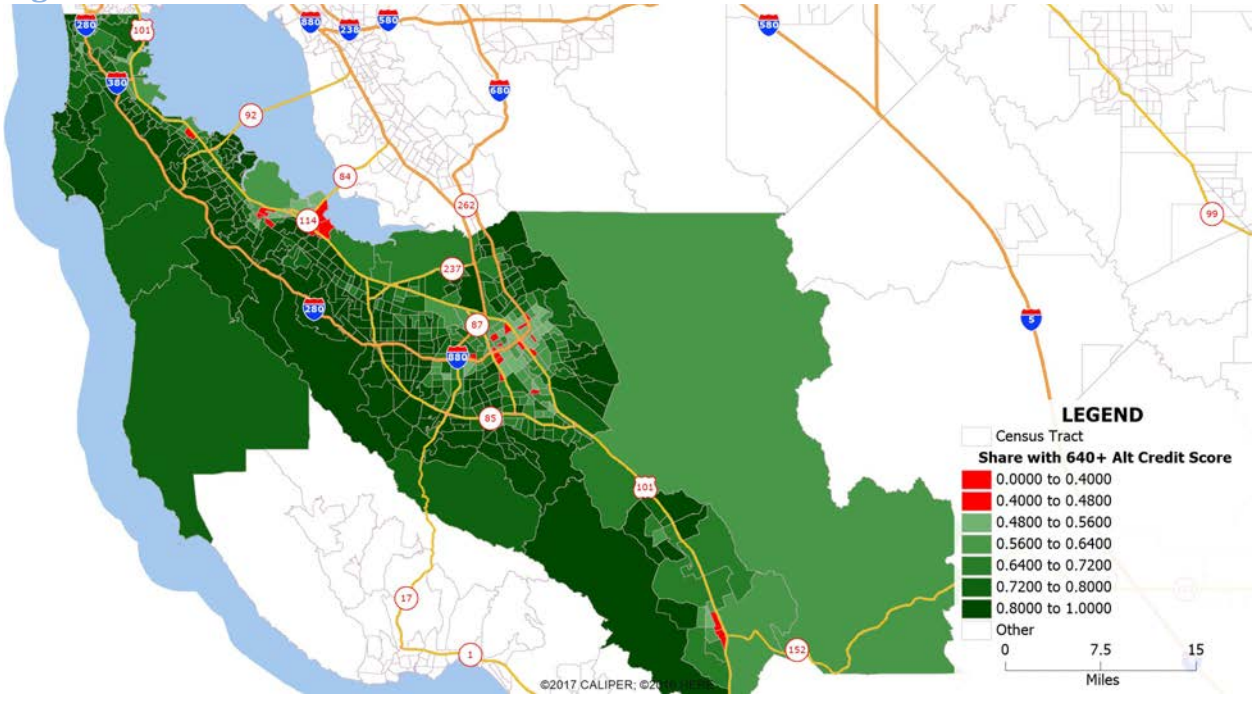 280
101
880
238
580
580
380
680
92
84
262
114
99
237
280
87
5
880
85
101
17
1
152
LEGEND
Census Tract
Share with 640+ Alt Credit Score
0.0000 to 0.4000
0.4000 to 0.4800
0.4800 to 0.5600
0.5600 to 0.6400
0.6400 to 0.7200
0.7200 to 0.8000
0.8000 to 1.0000
Other
0 7.5 15
Miles
©2017 CALIPER; ©2016 HERE